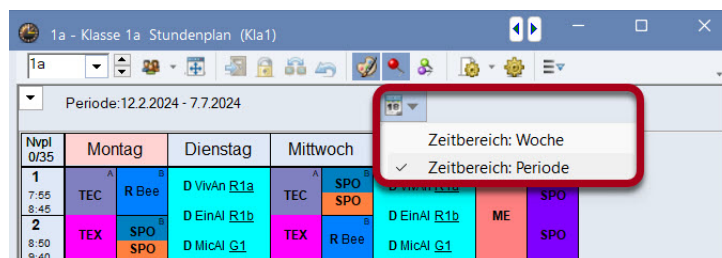 1a - Klasse 1a Stundenplan (Kla1)
1a
Periode:12.2.2024 - 7.7.2024
Zeitbereich: Woche
Zeitbereich: Periode
Nvpl
0/35
Montag Dienstag Mittwoch
1
7:55
8:45
A
TEC
B
R Bee
D VivAn R1a
D EinAl R1b
D MicAl G1
A
TEC
B
SPO
SPO
D EinAl R1b
D MicAl G1
ME
SPO
2
8:50
9:40
TEX
B
SPO
SPO
TEX
B
R Bee
SPO